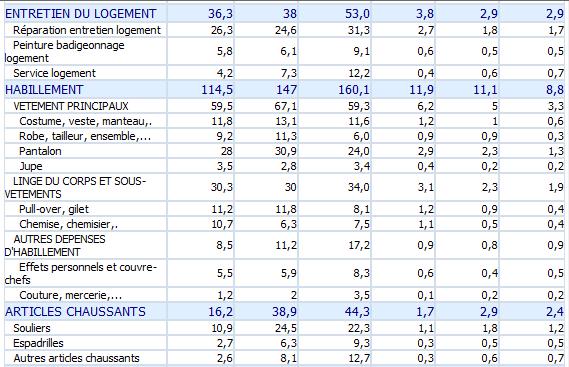 ENTRETIEN DU LOGEMENT 36,3 38 53,0 3,8 2,9 2,9
Réparation entretien logement 26,3 24,6 31,3 2,7 1,8 1,7
Peinture badigeonnage
logement 5,8 6,1 9,1 0,6 0,5 0,5
Service logement 4,2 7,3 12,2 0,4 0,6 0,7
HABILLEMENT 114,5 147 160,1 11,9 11,1 8,8
VETEMENT PRINCIPAUX 59,5 67,1 59,3 6,2 5 3,3
Costume, veste, manteau,. 11,8 13,1 11,6 1,2 1 0,6
Robe, tailleur, ensemble,... 9,2 11,3 6,0 0,9 0,9 0,3
Pantalon 28 30,9 24,0 2,9 2,3 1,3
Jupe 3,5 2,8 3,4 0,4 0,2 0,2
LINGE DU CORPS ET SOUS-
VETEMENTS 30,3 30 34,0 3,1 2,3 1,9
Pull-over, gilet 11,2 11,8 8,1 1,2 0,9 0,4
Chemise, chemisier,. 10,7 6,3 7,5 1,1 0,5 0,4
AUTRES DEPENSES
D'HABILLEMENT 8,5 11,2 17,2 0,9 0,8 0,9
Effets personnels et couvre-
chefs 5,5 5,9 8,3 0,6 0,4 0,5
Couture, mercerie,... 1,2 2 3,5 0,1 0,2 0,2
ARTICLES CHAUSSANTS 16,2 38,9 44,3 1,7 2,9 2,4
Souliers 10,9 24,5 22,3 1,1 1,8 1,2
Espadrilles 2,7 6,3 9,3 0,3 0,5 0,5
Autres articles chaussants 2,6 8,1 12,7 0,3 0,6 0,7